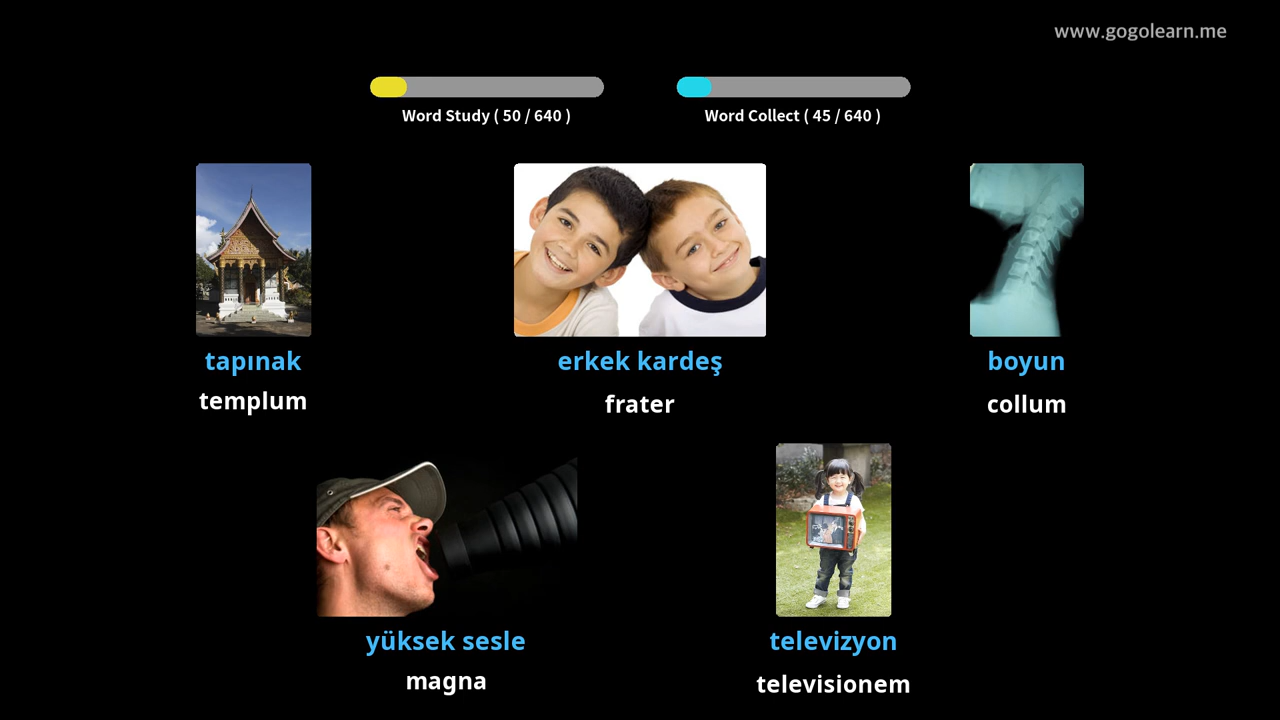 www.gogolearn.me
Word Study ( 50 / 640 )
Word Collect ( 45 / 640 )
tapınak
templum
erkek kardeş
frater
boyun
collum
yüksek sesle
magna
televizyon
televisionem